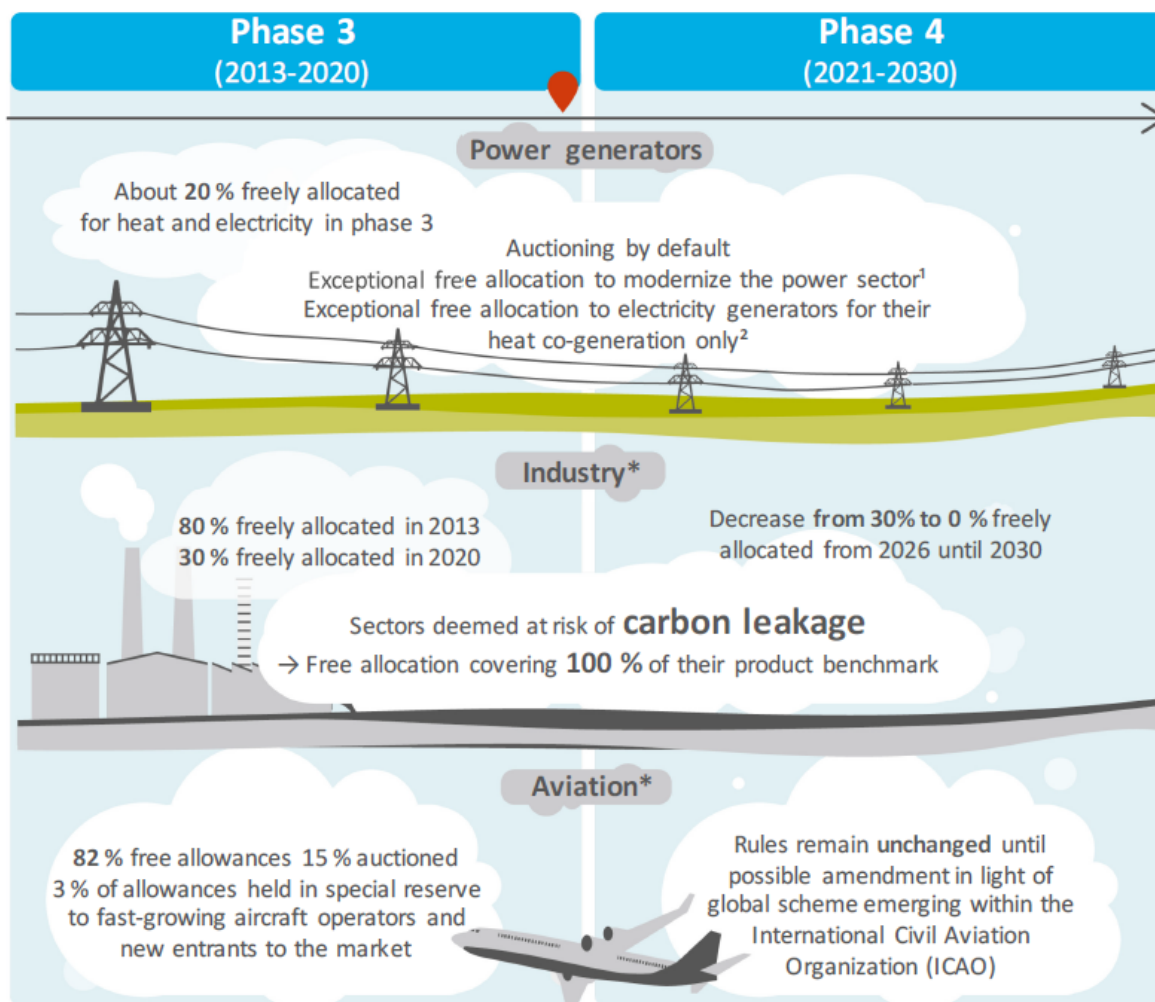 Phase 3
(2013-2020)
Phase 4
(2021-2030)
Power generators
About 20 % freely allocated
for heat and electricity in phase 3
Auctioning by default
Exceptional free allocation to modernize the power sector¹
Exceptional free allocation to electricity generators for their
heat co-generation only²
Industry*
80 % freely allocated in 2013
30 % freely allocated in 2020
Decrease from 30% to 0 % freely
allocated from 2026 until 2030
Sectors deemed at risk of carbon leakage
→ Free allocation covering 100 % of their product benchmark
Aviation*
82 % free allowances 15 % auctioned
3 % of allowances held in special reserve
to fast-growing aircraft operators and
new entrants to the market
Rules remain unchanged until
possible amendment in light of
global scheme emerging within the
International Civil Aviation
Organization (ICAO)